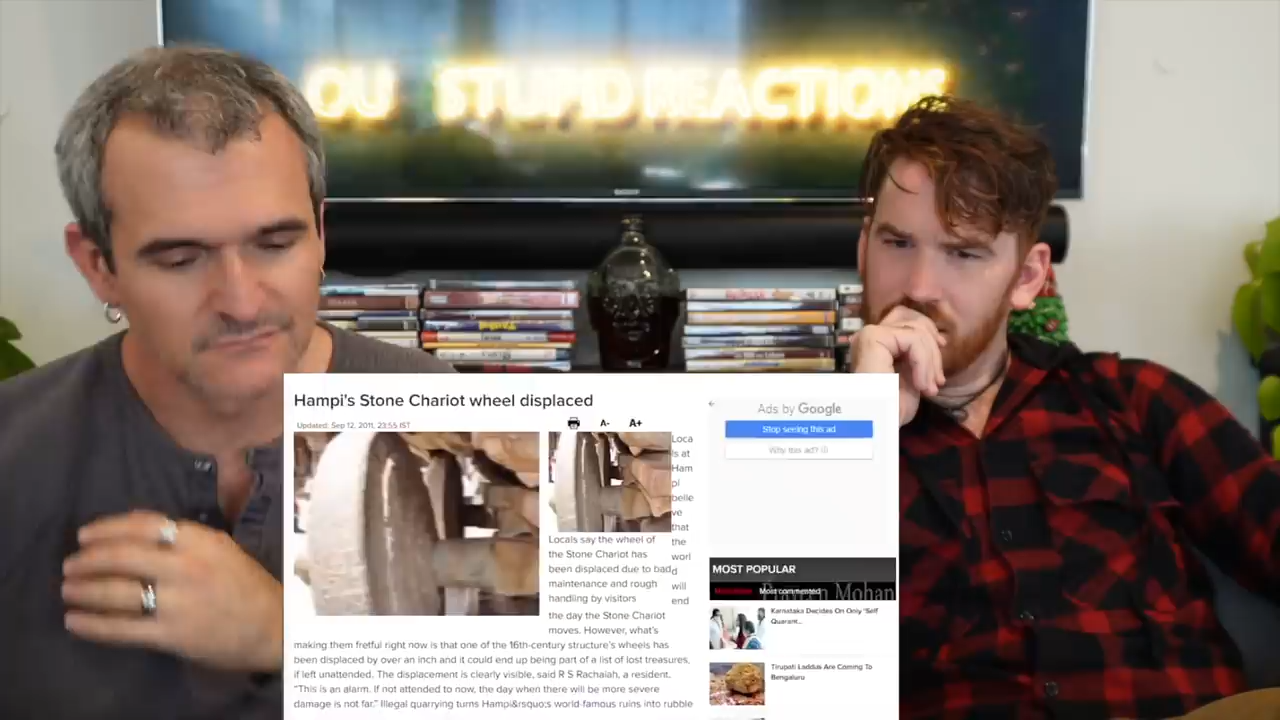 OU STUPID REACTIONS
Hampi's Stone Chariot wheel displaced
Updated: Sep 12, 2011, 23:55 IST
A- A+
Locals say the wheel of
the Stone Chariot has
been displaced due to bad
maintenance and rough
handling by visitors
Loca
ls at
Ham
pi
belie
ve
that
the
worl
d
will
end
the day the Stone Chariot
moves. However, what's
making them fretful right now is that one of the 16th-century structure's wheels has
been displaced by over an inch and it could end up being part of a list of lost treasures,
if left unattended. The displacement is clearly visible, said R S Rachaiah, a resident.
“This is an alarm. If not attended to now, the day when there will be more severe
damage is not far.” Illegal quarrying turns Hampi&rsquo;s world-famous ruins into rubble
Ads by Google
Stop seeing this ad
Why this ad?
MOST POPULAR
Most commented
Mohan
Karnataka Decides On Only "Self
Quarant...
Tirupati Laddus Are Coming To
Bengaluru